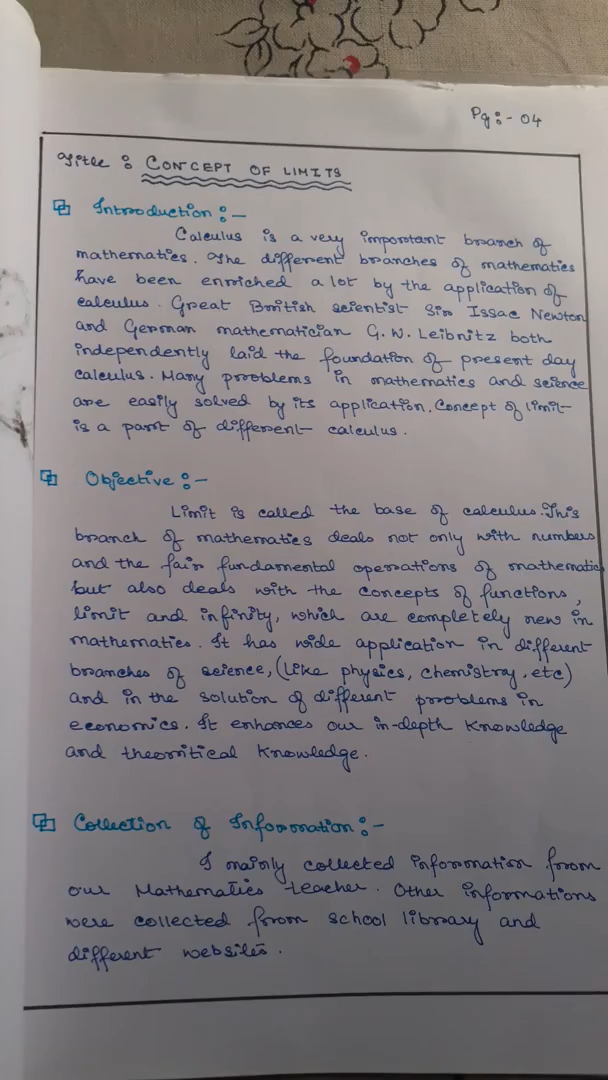 Pg:- 04
Title : CONCEPT OF LIMITS
Introduction :-
Calculus is a very important branch of
mathematics. The different branches of mathematics
have been enriched a lot by the application of
calculus. Great British scientist Sir Issac Newton
and German mathematician G. W. Leibnitz both
independently laid the foundation of present day
calculus. Many problems in mathematics and science
are easily solved by its application. Concept of limit
is a part of different calculus.
Objective :-
Limit is called the base of calculus. This
branch of mathematics deals not only with numbers
and the fair fundamental operations of mathematics
but also deals with the concepts of functions,
limit and infinity, which are completely new in
mathematics. It has wide application in different
branches of science, (like physics, chemistry, etc)
and in the solution of different problems in
economics. It enhances our in-depth knowledge
and theoritical knowledge.
Collection of Information :-
I mainly collected information from
our Mathematics teacher. Other informations
were collected from school library and
different websites.